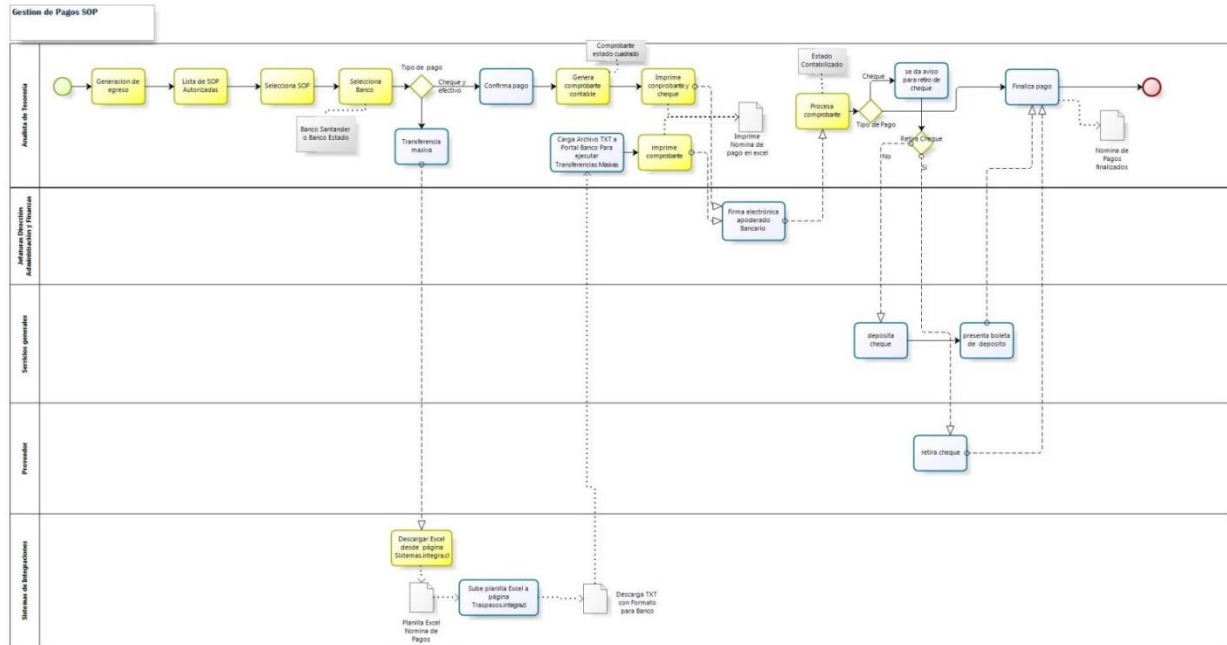 Gestion de Pagos SOP
Analista de Tesorería
Generacion de
egreso
Lista de SOP
Autorizadas
Selecciona SOP
Selecciona
Banco
Banco Santander
o Banco Estado
Tipo de pago
Cheque y
efectivo
Transferencia
masiva
Confirma pago
Comprobante
estado cuadrado
Genera
comprobante
contable
Imprime
comprobante y
cheque
Carga Archivo TXT a
Portal Banco Para
ejecutar
Transferencias Masivas
imprime
comprobante
Imprime
Nomina de
pago en excel
Estado
Contabilizado
Procesa
comprobante
Cheque
Tipo de Pago
se da aviso
para retiro de
cheque
Retira Cheque
No
Si
Finaliza pago
Nomina de
Pagos
finalizados
Jefaturas Dirección
Administración y Finanzas
Firma electrónica
apoderado
Bancario
Servicios generales
deposita
cheque
presenta boleta
de deposito
Proveedor
retira cheque
Sistemas de Integraciones
Descargar Excel
desde página
Sistemas.integra.cl
Planilla Excel
Nomina de
Pagos
Sube planilla Excel a
página
Traspasos.integra.cl
Descarga TXT
con Formato
para Banco